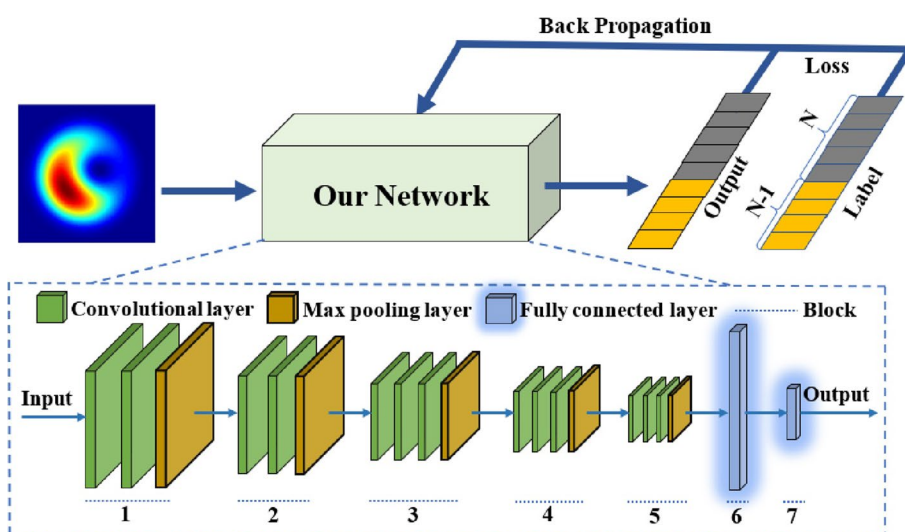 Back Propagation
Loss
Our Network
Output
N
N-1
Label
Convolutional layer
Max pooling layer
Fully connected layer
Block
Input
Output
1 2 3 4 5 6 7